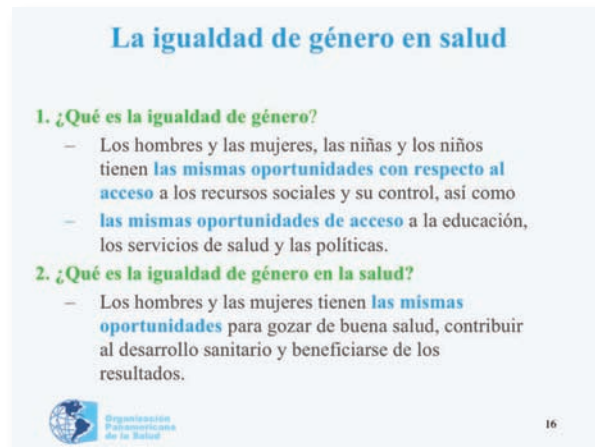 La igualdad de género en salud
1. ¿Qué es la igualdad de género?
– Los hombres y las mujeres, las niñas y los niños
tienen las mismas oportunidades con respecto al
acceso a los recursos sociales y su control, así como
– las mismas oportunidades de acceso a la educación,
los servicios de salud y las políticas.
2. ¿Qué es la igualdad de género en la salud?
– Los hombres y las mujeres tienen las mismas
oportunidades para gozar de buena salud, contribuir
al desarrollo sanitario y beneficiarse de los
resultados.
Organización
Panamericana
de la Salud
16